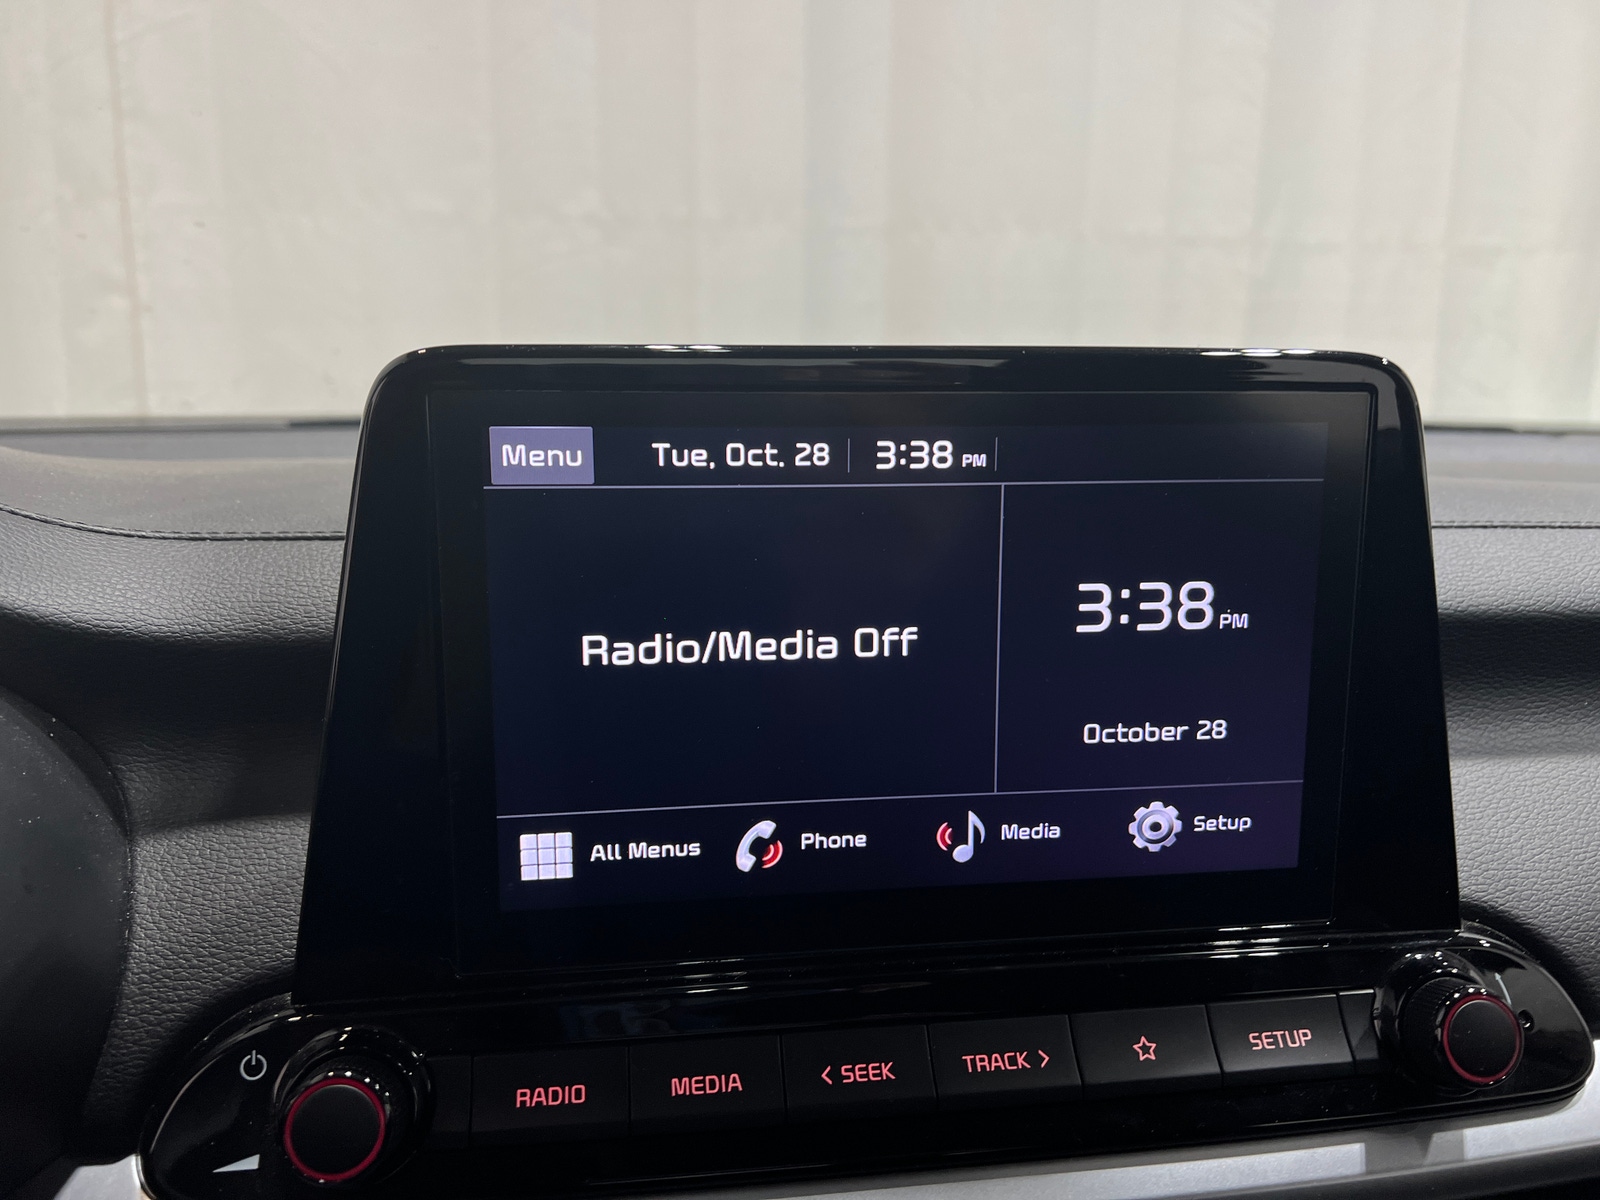 Menu Tue, Oct. 28 3:38 PM
Radio/Media Off
3:38 PM
October 28
All Menus Phone Media Setup
RADIO MEDIA < SEEK TRACK > SETUP